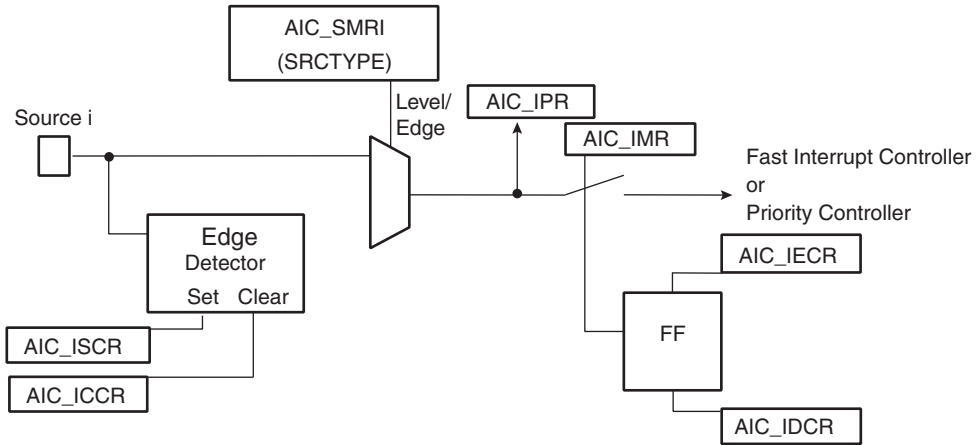 AIC_SMRI
(SRCTYPE)
Source i
Level/
Edge
AIC_IPR
AIC_IMR
Fast Interrupt Controller
or
Priority Controller
Edge
Detector
Set Clear
AIC_IECR
FF
AIC_ISCR
AIC_ICCR
AIC_IDCR